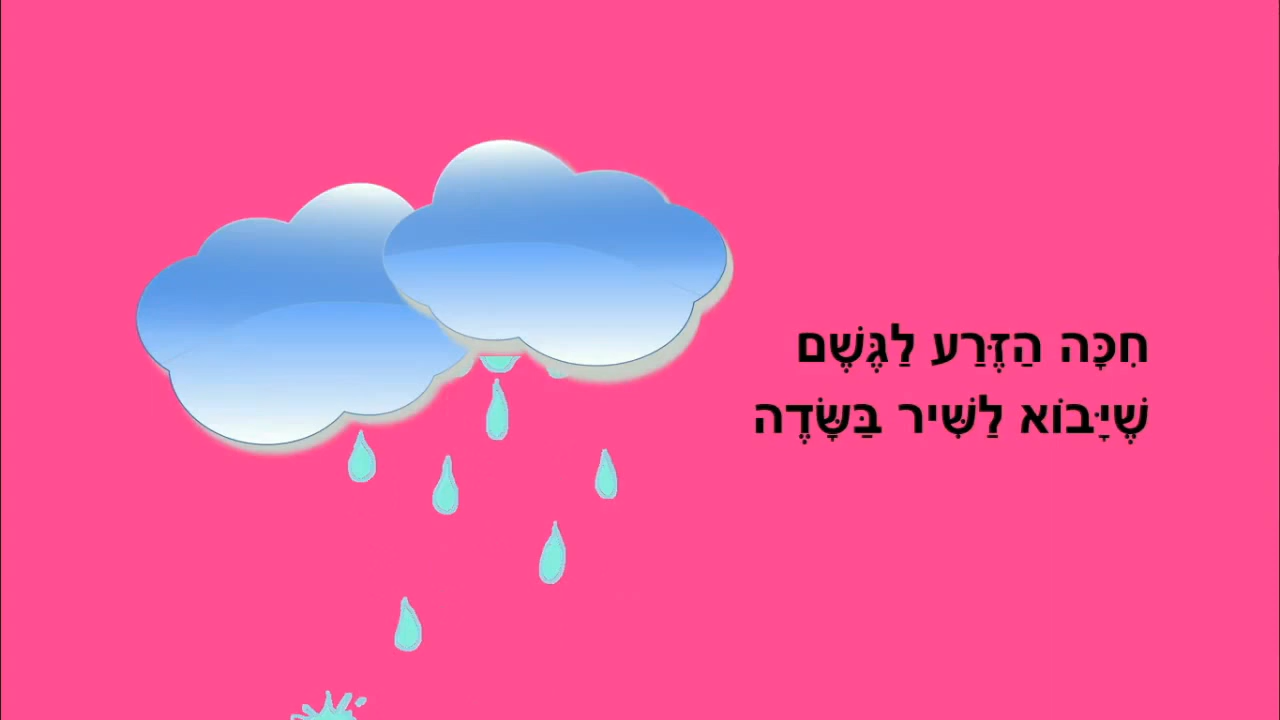 חִכָּה הַזֶּרַע לַגֶּשֶׁם
שֶׁיָּבוֹא לַשִּׁיר בַּשָּׂדֶה